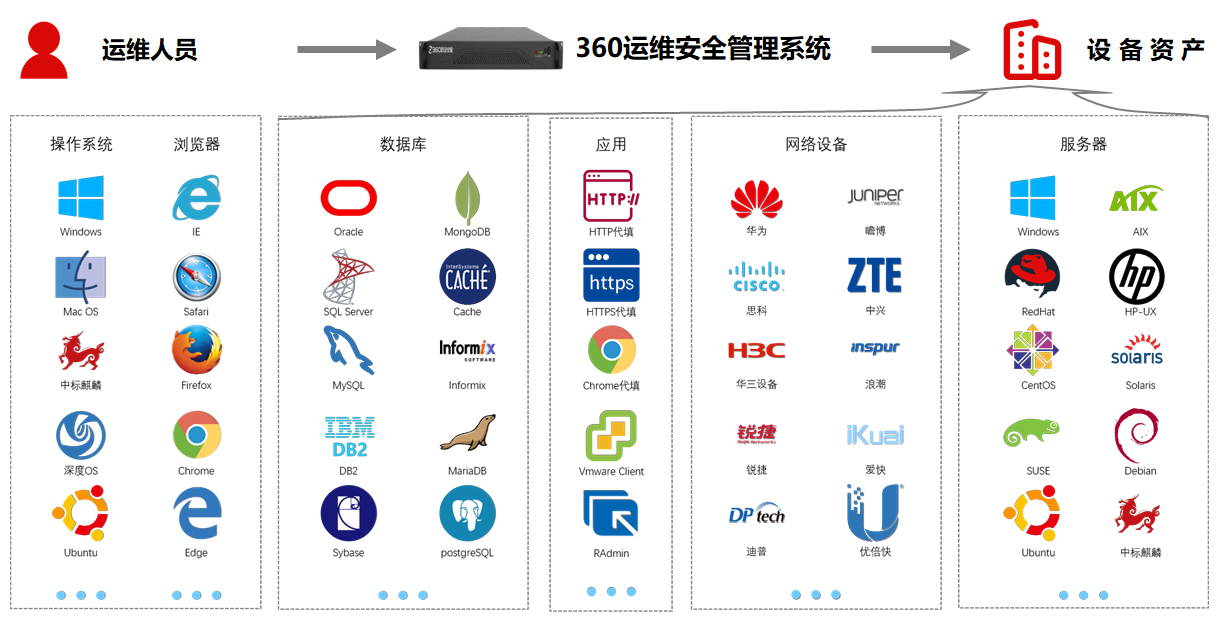 运维人员
360运维安全管理系统
设备资产
操作系统 浏览器
数据库
应用
网络设备
服务器
Windows IE
Mac OS Safari
中标麒麟 Firefox
深度OS Chrome
Ubuntu Edge
Oracle MongoDB
InterSystems
CACHÉ
SQL Server Cache
Informix
SOFTWARE
MySQL Informix
IBM
DB2
DB2 MariaDB
Sybase postgreSQL
HTTP://
HTTP代填
https
HTTPS代填
Chrome代填
Vmware Client
RAdmin
JUNIPER
NETWORKS
华为 瞻博
CISCO ZTE
思科 中兴
H3C inspur
华三设备 浪潮
锐捷 iKuai
Ruijie Networks
锐捷 爱快
DPtech
迪普 优倍快
AIX
Windows AIX
hp
RedHat HP-UX
solaris
CentOS Solaris
SUSE Debian
Ubuntu 中标麒麟